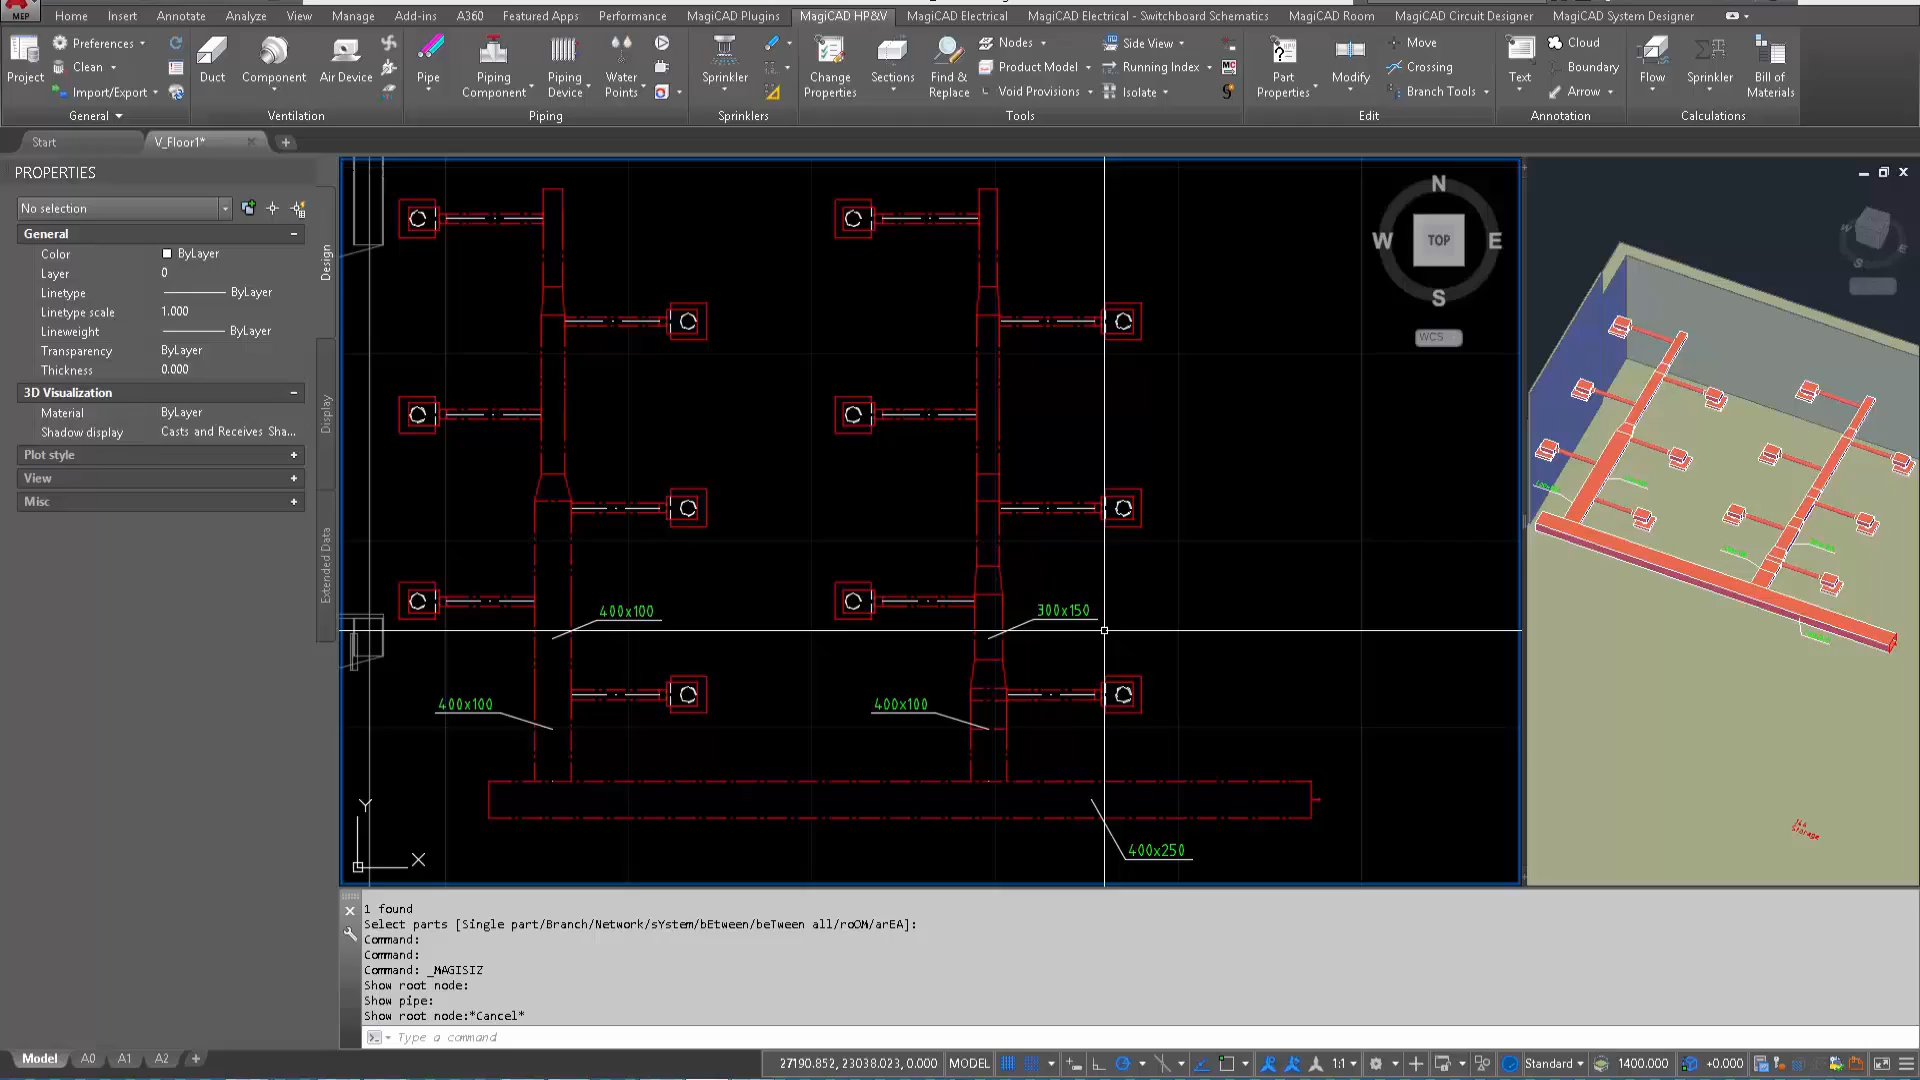 MEP
Home Insert Annotate Analyze View Manage Add-ins A360 Featured Apps Performance MagiCAD Plugins MagiCAD HP&V MagiCAD Electrical MagiCAD Electrical - Switchboard Schematics MagiCAD Room MagiCAD Circuit Designer MagiCAD System Designer
Project
Preferences
Clean
Import/Export
General
Duct
Component
Air Device
Ventilation
Pipe
Piping Component
Piping Device
Water Points
Piping
Sprinkler
Sprinklers
Change Properties
Sections
Find & Replace
Nodes
Product Model
Void Provisions
Side View
Running Index
Isolate
MC
Tools
Part Properties
Modify
Move
Crossing
Branch Tools
Edit
Text
Cloud
Boundary
Arrow
Annotation
Flow
Sprinkler
Bill of Materials
Calculations
Start
V_Floor1*
PROPERTIES
No selection
General
Color ByLayer
Layer 0
Linetype ByLayer
Linetype scale 1.000
Lineweight ByLayer
Transparency ByLayer
Thickness 0.000
3D Visualization
Material ByLayer
Shadow display Casts and Receives Sha...
Plot style
View
Misc
Design
Display
Extended Data
N
W TOP E
S
WCS
400x100
300x150
400x100
400x100
400x250
Y
X
1 found
Select parts [Single part/Branch/Network/sYstem/bEtween/beTween all/roOM/arEA]:
Command:
Command:
Command: _MAGISIZ
Show root node:
Show pipe:
Show root node:*Cancel*
Type a command
Model A0 A1 A2 +
27190.852, 23038.023, 0.000 MODEL 1:1 Standard 1400.000 +0.000